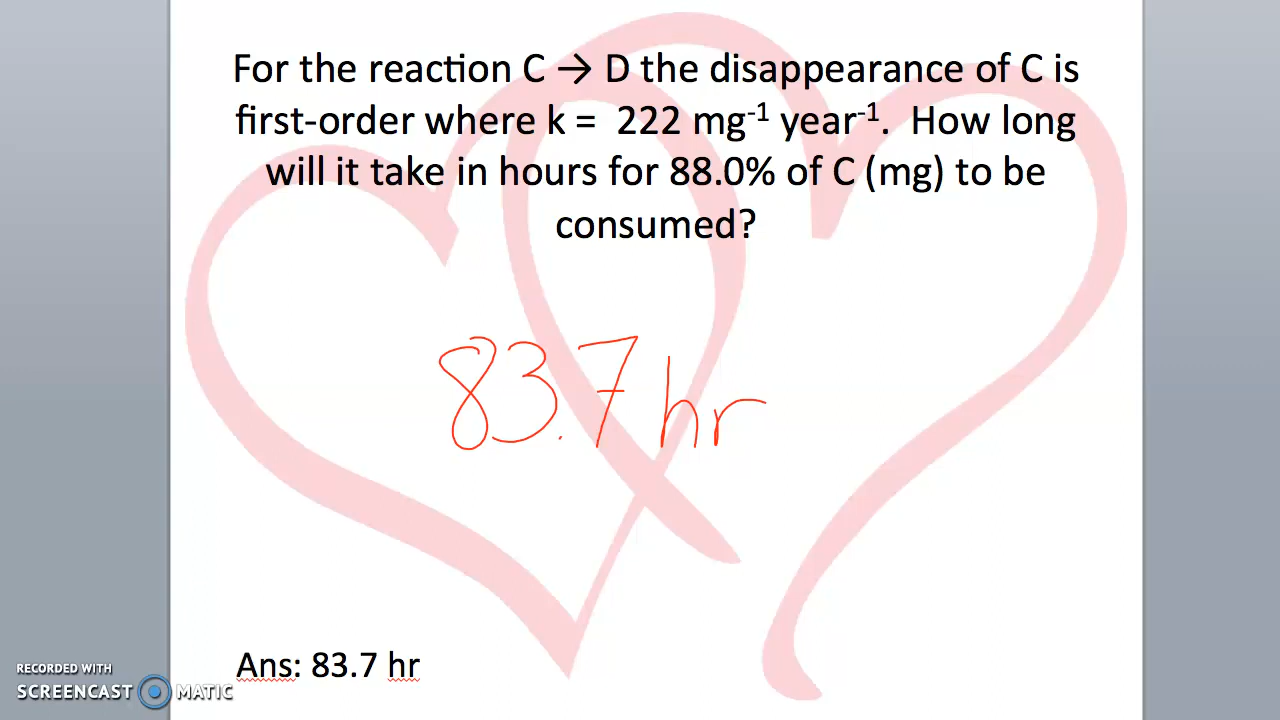 For the reaction C → D the disappearance of C is
first-order where k =  222 mg⁻¹ year⁻¹.  How long
will it take in hours for 88.0% of C (mg) to be
consumed?
83.7 hr
Ans: 83.7 hr
RECORDED WITH
SCREENCAST MATIC